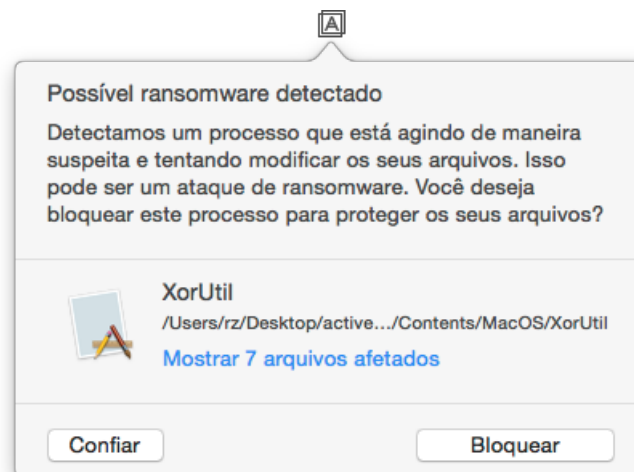 Possível ransomware detectado
Detectamos um processo que está agindo de maneira
suspeita e tentando modificar os seus arquivos. Isso
pode ser um ataque de ransomware. Você deseja
bloquear este processo para proteger os seus arquivos?
XorUtil
/Users/rz/Desktop/active.../Contents/MacOS/XorUtil
Mostrar 7 arquivos afetados
Confiar
Bloquear